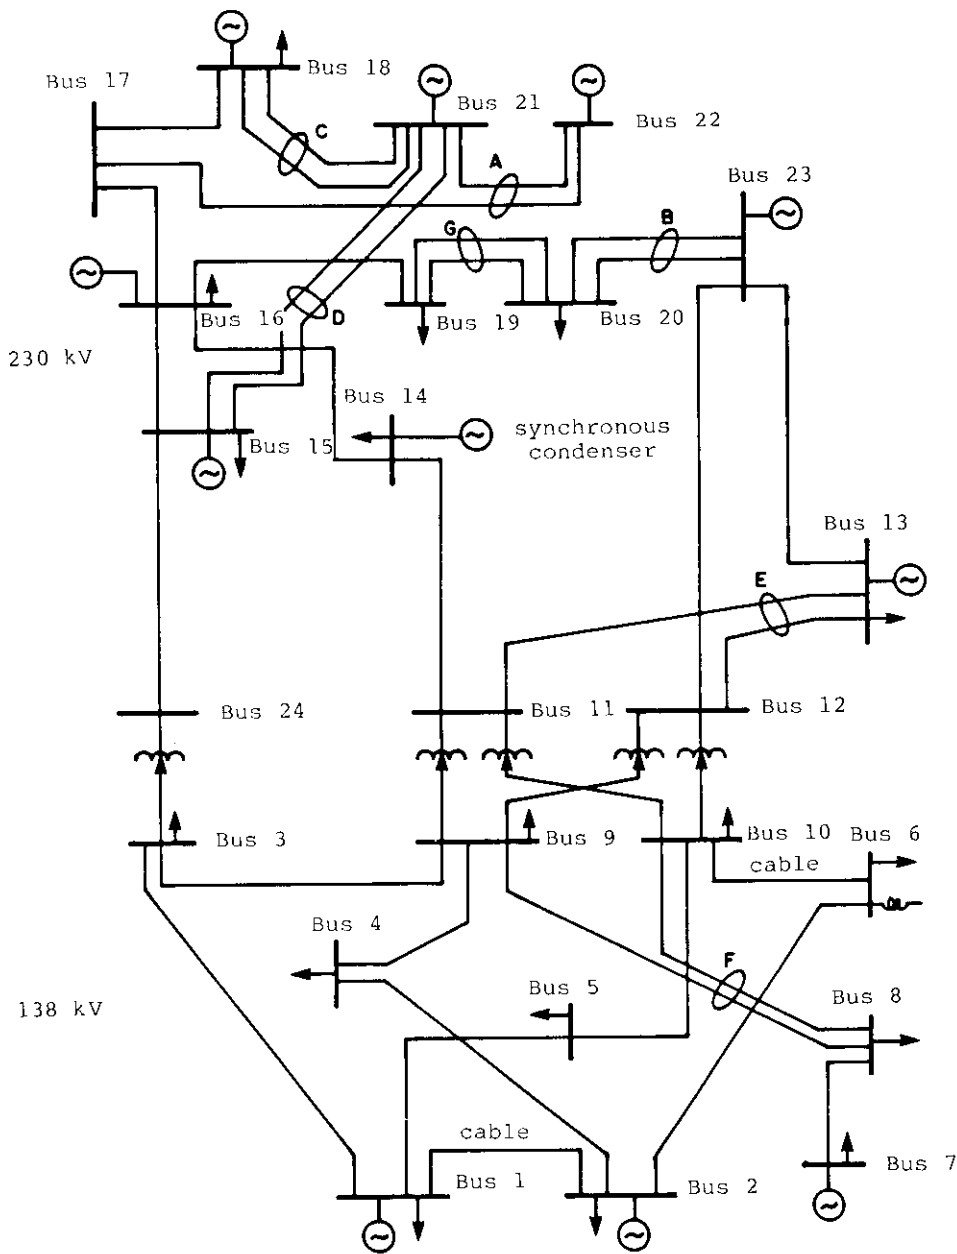 Bus 18
Bus 17
Bus 21
Bus 22
C
A
Bus 23
G
B
D
Bus 16
Bus 19
Bus 20
230 kV
Bus 14
synchronous
condenser
Bus 15
Bus 13
E
Bus 24
Bus 11
Bus 12
Bus 3
Bus 9
Bus 10
Bus 6
cable
Bus 4
F
Bus 5
Bus 8
138 kV
cable
Bus 1
Bus 2
Bus 7